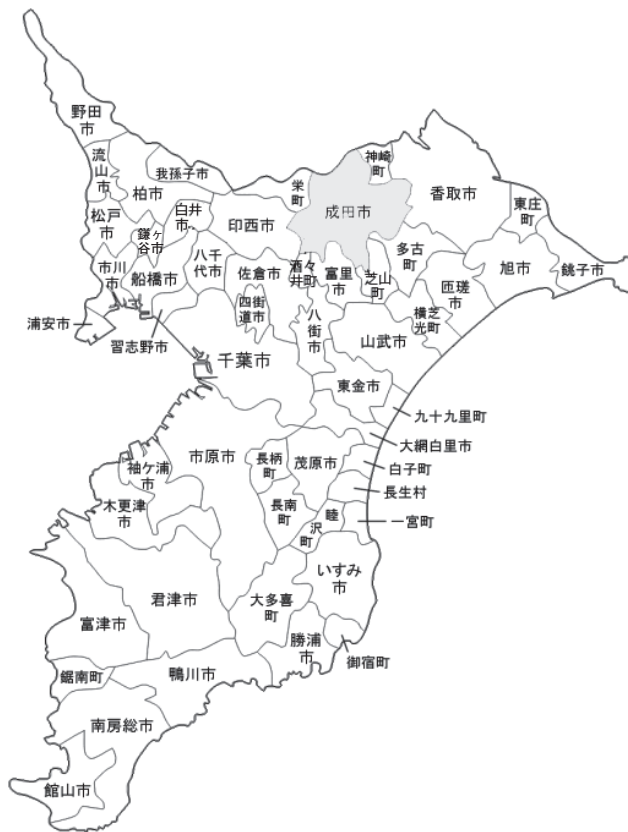 野田
市
流
山
市
柏市
我孫子市
松戸
市
鎌ヶ
谷市
白井
市
印西市
栄
町
成田市
神崎
町
香取市
東庄
町
市川
市
船橋市
八千
代市
佐倉市
酒々
井町
富里
市
芝山
町
多古
町
匝瑳
市
旭市
銚子市
浦安市
習志野市
四街
道市
八
街
市
横芝
光町
山武市
千葉市
東金市
九十九里町
大網白里市
白子町
長生村
一宮町
市原市
長柄
町
茂原市
袖ケ浦
市
木更津
市
長南
町
睦
沢
町
いすみ
市
君津市
大多喜
町
富津市
勝浦
市
御宿町
鋸南町
鴨川市
南房総市
館山市